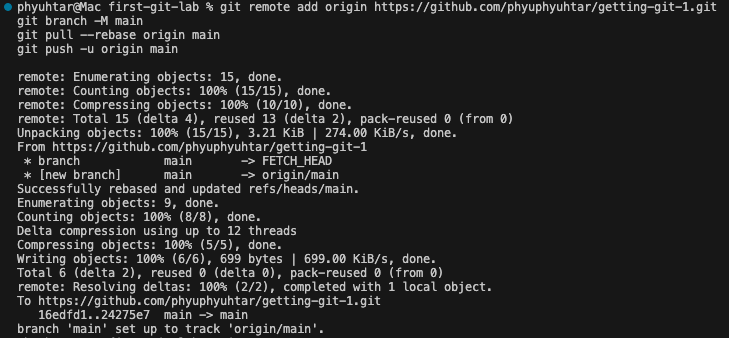 phyuhtar@Mac first-git-lab % git remote add origin https://github.com/phyuphyuhtar/getting-git-1.git
git branch -M main
git pull --rebase origin main
git push -u origin main
remote: Enumerating objects: 15, done.
remote: Counting objects: 100% (15/15), done.
remote: Compressing objects: 100% (10/10), done.
remote: Total 15 (delta 4), reused 13 (delta 2), pack-reused 0 (from 0)
Unpacking objects: 100% (15/15), 3.21 KiB | 274.00 KiB/s, done.
From https://github.com/phyuphyuhtar/getting-git-1
 * branch            main       -> FETCH_HEAD
 * [new branch]      main       -> origin/main
Successfully rebased and updated refs/heads/main.
Enumerating objects: 9, done.
Counting objects: 100% (8/8), done.
Delta compression using up to 12 threads
Compressing objects: 100% (5/5), done.
Writing objects: 100% (6/6), 699 bytes | 699.00 KiB/s, done.
Total 6 (delta 2), reused 0 (delta 0), pack-reused 0 (from 0)
remote: Resolving deltas: 100% (2/2), completed with 1 local object.
To https://github.com/phyuphyuhtar/getting-git-1.git
   16edfd1..24275e7  main -> main
branch 'main' set up to track 'origin/main'.